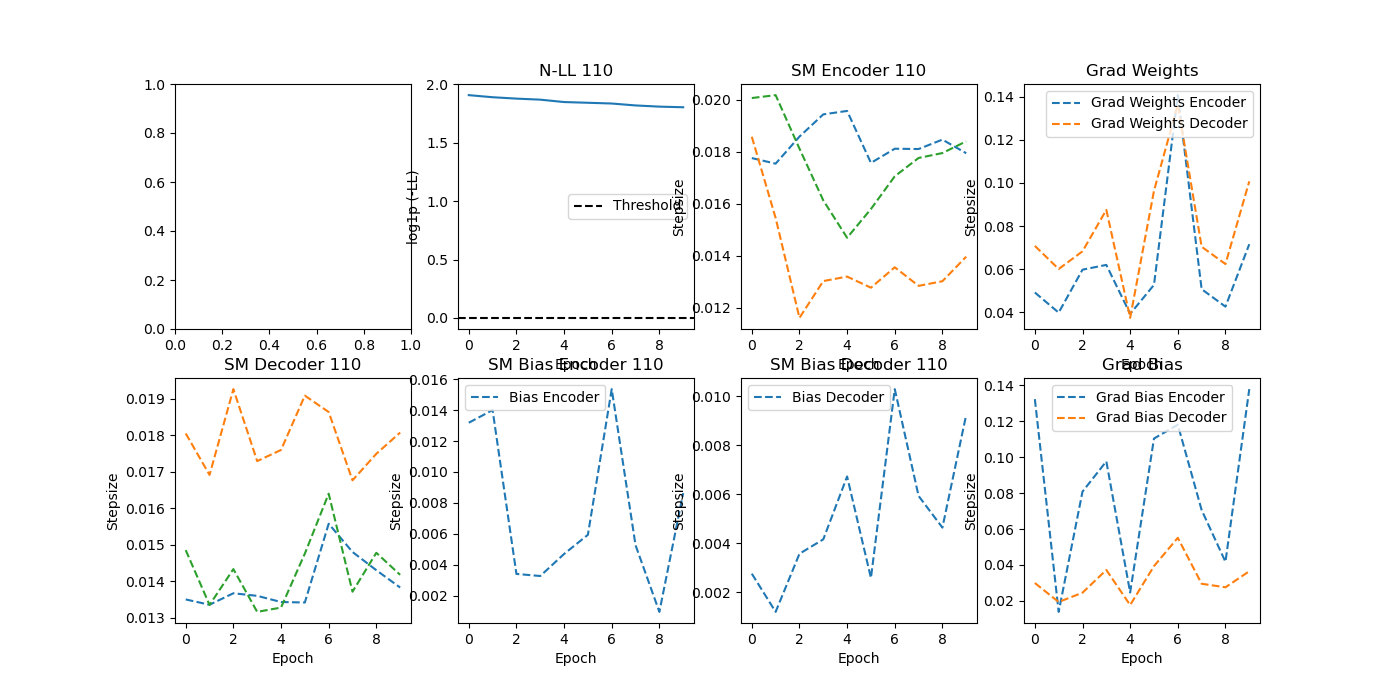 N-LL 110
SM Encoder 110
Grad Weights
1.0
0.8
0.6
0.4
0.2
0.0
0.0 0.2 0.4 0.6 0.8 1.0
log1p (-LL)
2.0
1.5
1.0
0.5
0.0
Threshold
0 2 4 6 8
Epoch
Stepsize
0.020
0.018
0.016
0.014
0.012
0 2 4 6 8
Epoch
Stepsize
0.14
0.12
0.10
0.08
0.06
0.04
Grad Weights Encoder
Grad Weights Decoder
0 2 4 6 8
Epoch
SM Decoder 110
SM Bias Encoder 110
SM Bias Decoder 110
Grad Bias
Stepsize
0.019
0.018
0.017
0.016
0.015
0.014
0.013
0 2 4 6 8
Epoch
Stepsize
0.016
0.014
0.012
0.010
0.008
0.006
0.004
0.002
Bias Encoder
0 2 4 6 8
Epoch
Stepsize
0.010
0.008
0.006
0.004
0.002
Bias Decoder
0 2 4 6 8
Epoch
Stepsize
0.14
0.12
0.10
0.08
0.06
0.04
0.02
Grad Bias Encoder
Grad Bias Decoder
0 2 4 6 8
Epoch